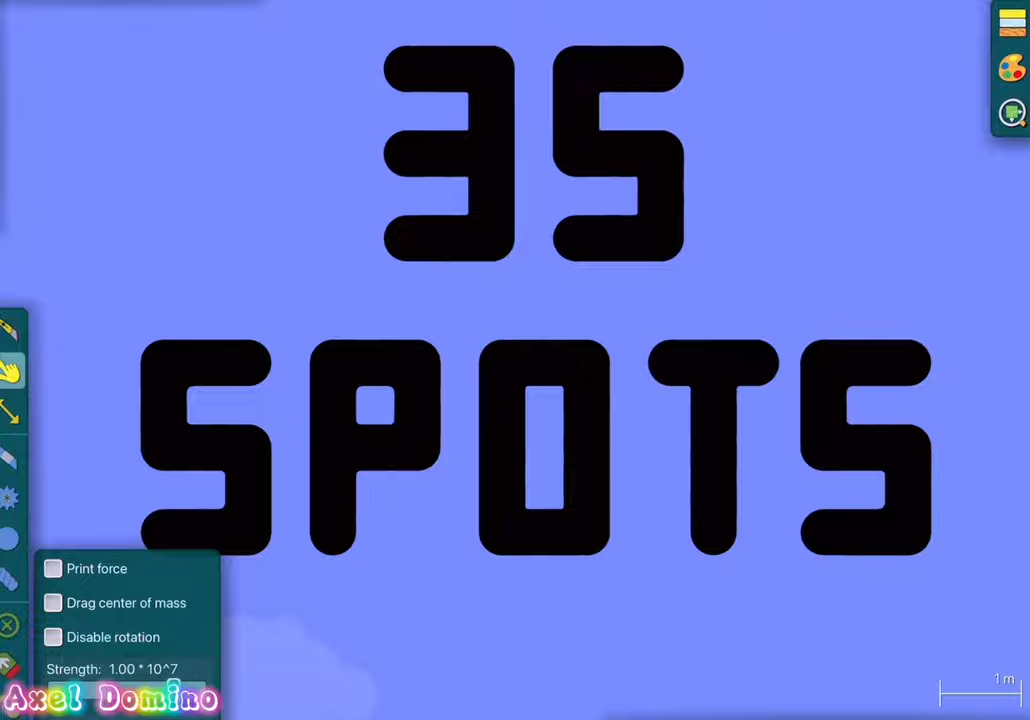 35
SPOTS
Print force
Drag center of mass
Disable rotation
Strength: 1.00 * 10^7
Axel Domino
1 m